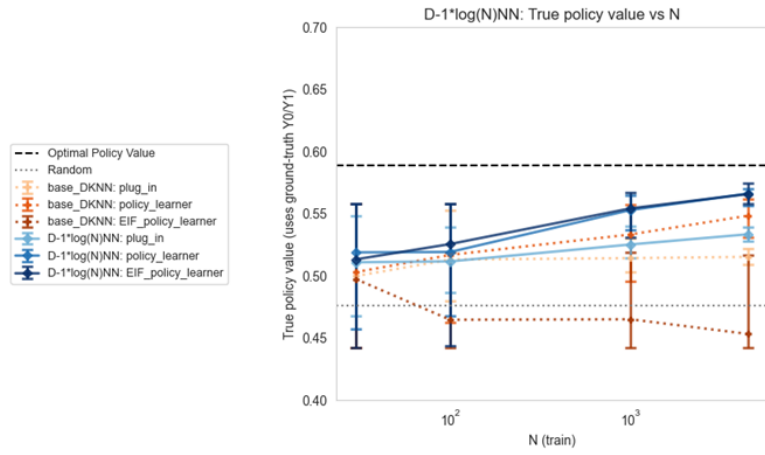 D-1*log(N)NN: True policy value vs N
0.70
0.65
0.60
0.55
0.50
0.45
0.40
True policy value (uses ground-truth Y0/Y1)
10²
10³
N (train)
Optimal Policy Value
Random
base_DKNN: plug_in
base_DKNN: policy_learner
base_DKNN: EIF_policy_learner
D-1*log(N)NN: plug_in
D-1*log(N)NN: policy_learner
D-1*log(N)NN: EIF_policy_learner